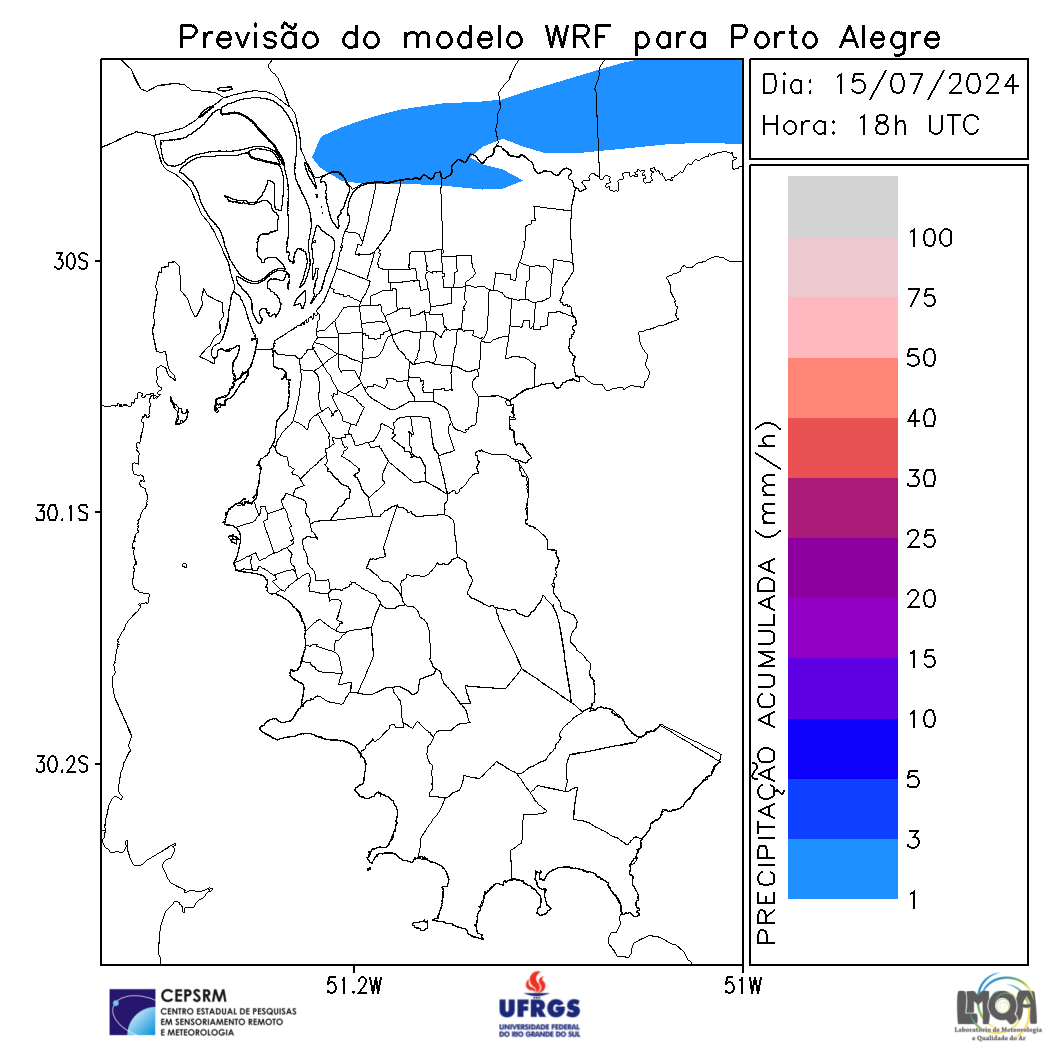 Previsão do modelo WRF para Porto Alegre
Dia: 15/07/2024
Hora: 18h UTC
30S
30.1S
30.2S
51.2W
51W
PRECIPITAÇÃO ACUMULADA (mm/h)
100
75
50
40
30
25
20
15
10
5
3
1
CEPSRM
CENTRO ESTADUAL DE PESQUISAS
EM SENSORIAMENTO REMOTO
E METEOROLOGIA
UFRGS
UNIVERSIDADE FEDERAL
DO RIO GRANDE DO SUL
LMQA
Laboratório de Meteorologia
e Qualidade do Ar